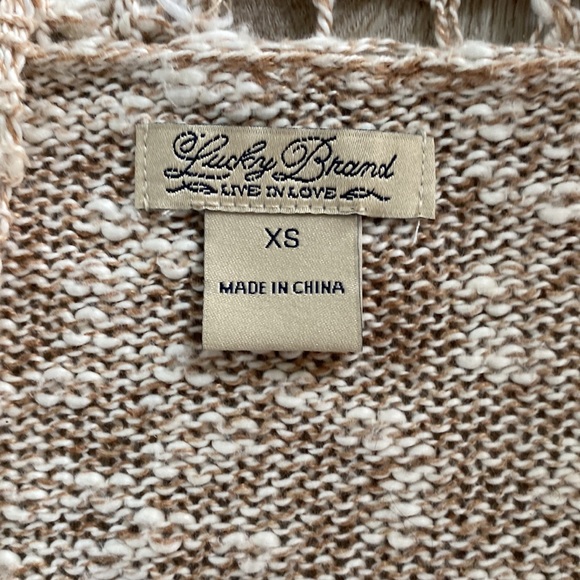 Lucky Brand
LIVE IN LOVE
XS
MADE IN CHINA